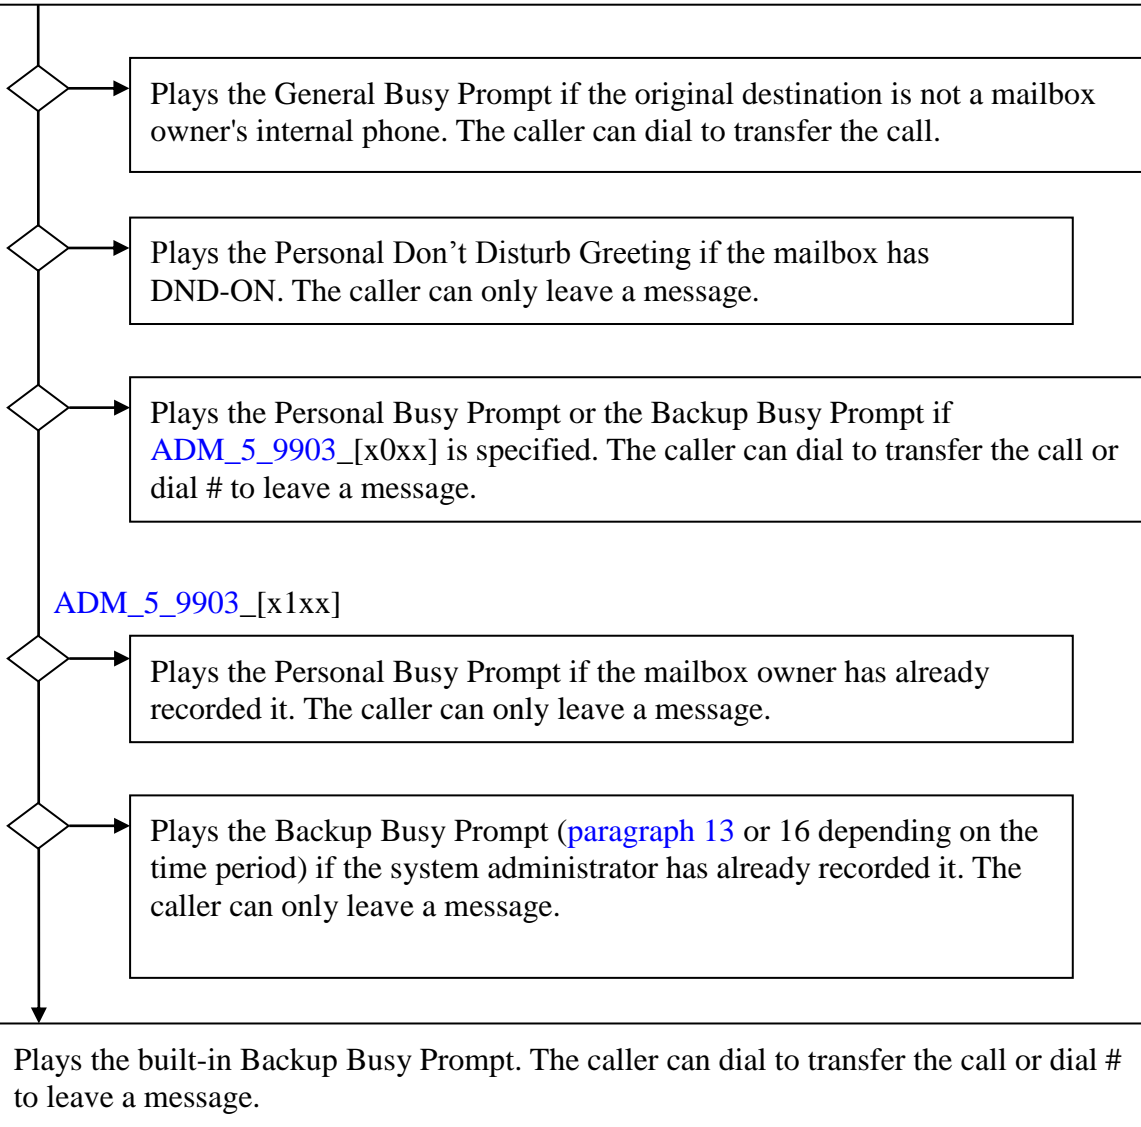 Plays the General Busy Prompt if the original destination is not a mailbox
owner's internal phone. The caller can dial to transfer the call.
Plays the Personal Don’t Disturb Greeting if the mailbox has
DND-ON. The caller can only leave a message.
Plays the Personal Busy Prompt or the Backup Busy Prompt if
ADM_5_9903_[x0xx] is specified. The caller can dial to transfer the call or
dial # to leave a message.
ADM_5_9903_[x1xx]
Plays the Personal Busy Prompt if the mailbox owner has already
recorded it. The caller can only leave a message.
Plays the Backup Busy Prompt (paragraph 13 or 16 depending on the
time period) if the system administrator has already recorded it. The
caller can only leave a message.
Plays the built-in Backup Busy Prompt. The caller can dial to transfer the call or dial #
to leave a message.